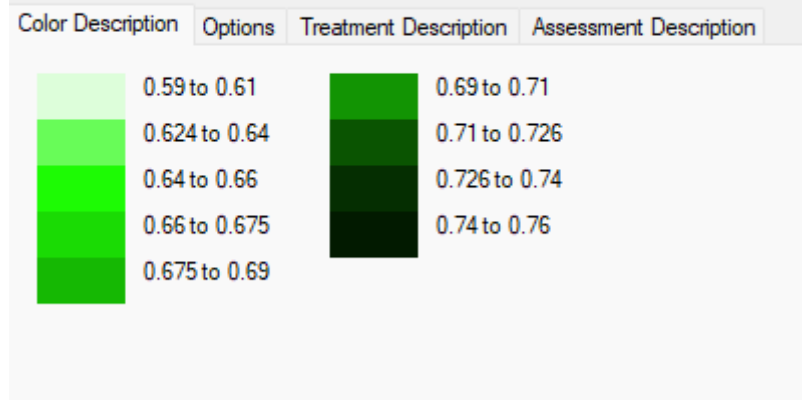 Color Description Options Treatment Description Assessment Description
0.59 to 0.61
0.624 to 0.64
0.64 to 0.66
0.66 to 0.675
0.675 to 0.69
0.69 to 0.71
0.71 to 0.726
0.726 to 0.74
0.74 to 0.76